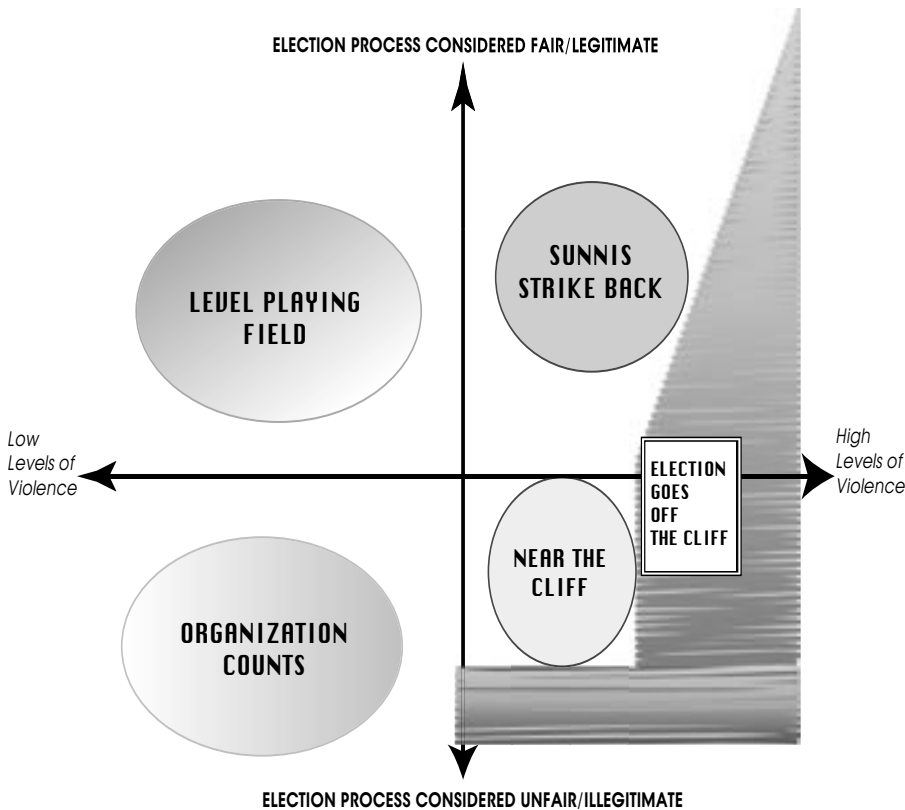 ELECTION PROCESS CONSIDERED FAIR/LEGITIMATE
SUNNIS
STRIKE BACK
LEVEL PLAYING
FIELD
Low
Levels of
Violence
High
Levels of
Violence
ELECTION
GOES
OFF
THE CLIFF
NEAR THE
CLIFF
ORGANIZATION
COUNTS
ELECTION PROCESS CONSIDERED UNFAIR/ILLEGITIMATE